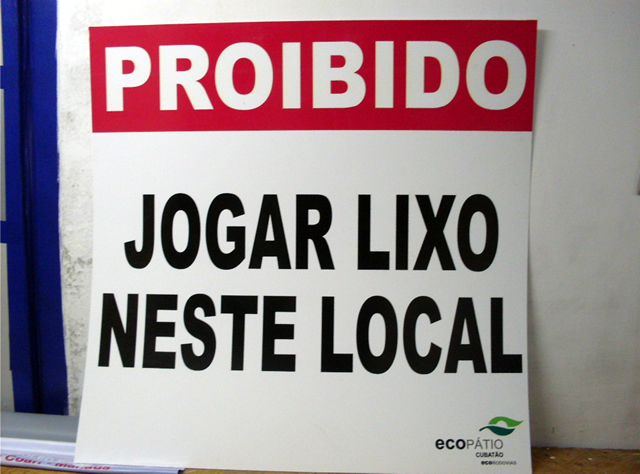 PROIBIDO
JOGAR LIXO
NESTE LOCAL
ecoPÁTIO
CUBATÃO
ecorodovias